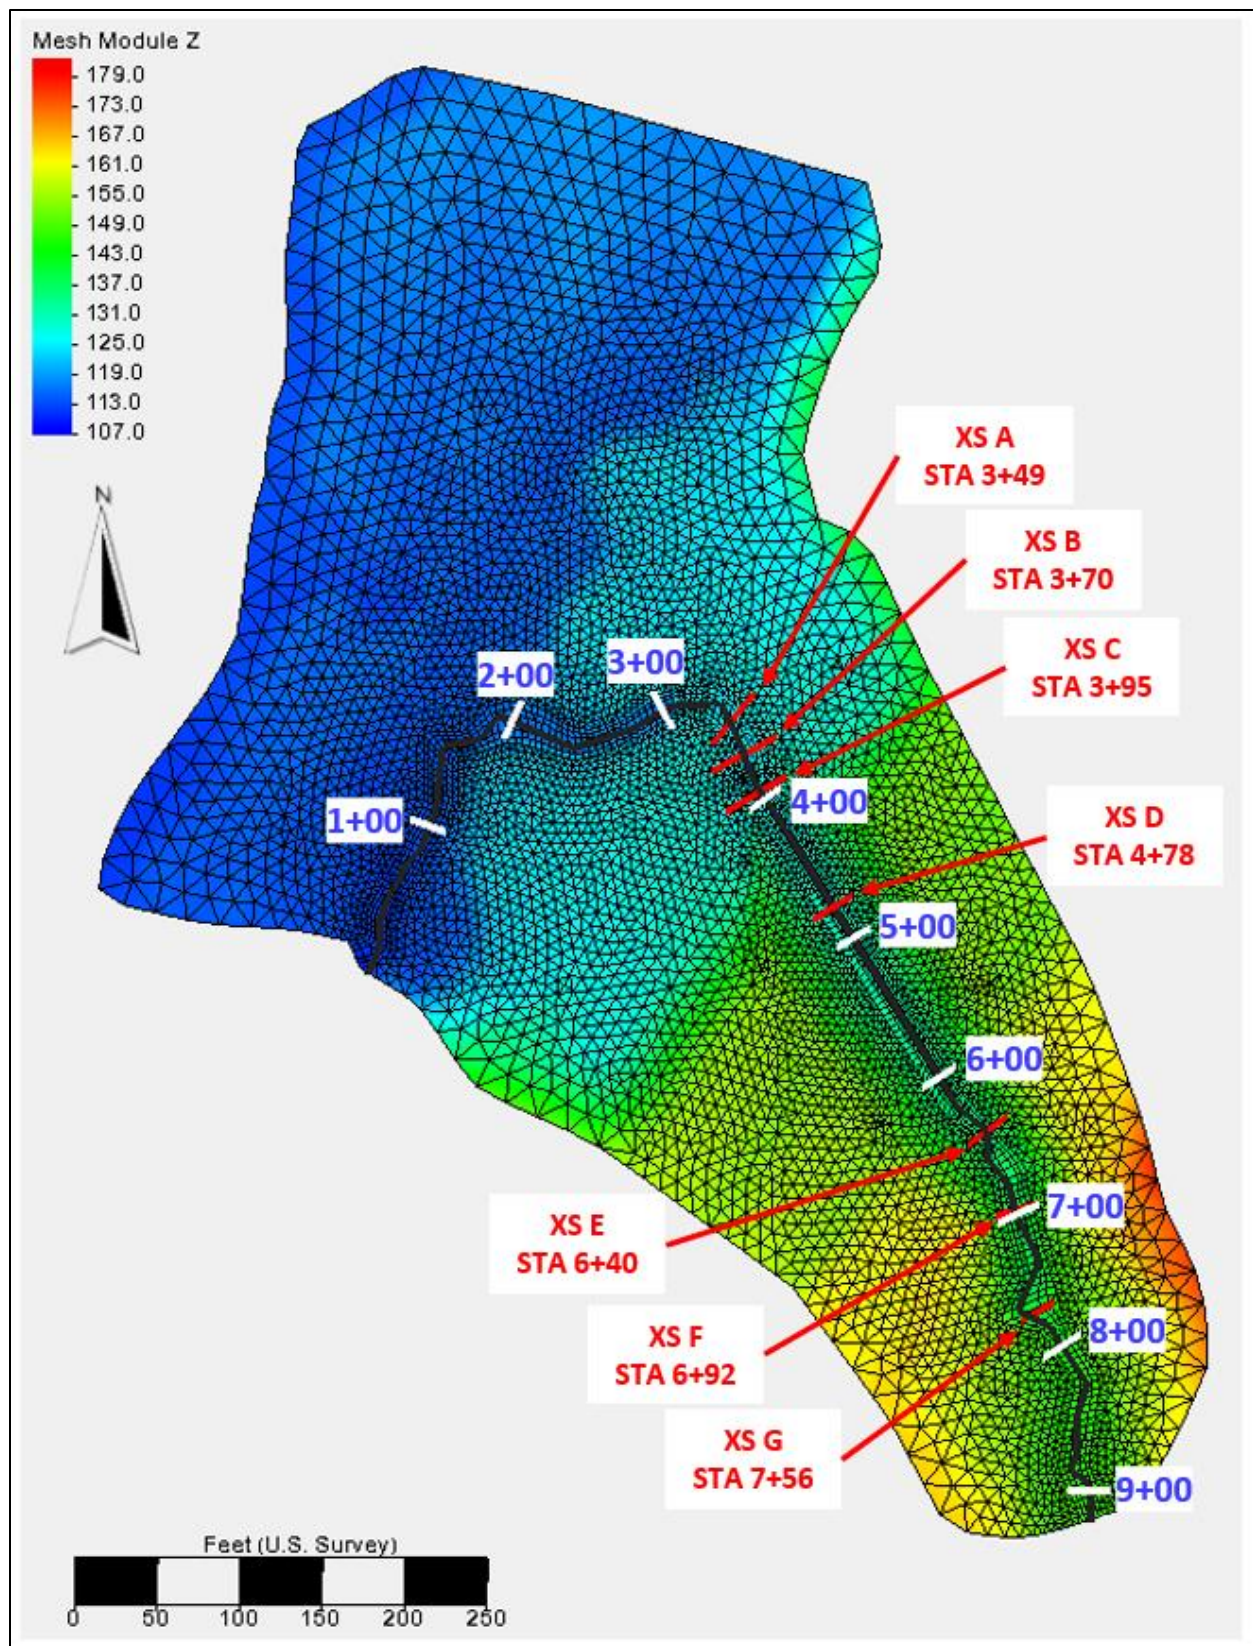 Mesh Module Z
179.0
173.0
167.0
161.0
155.0
149.0
143.0
137.0
131.0
125.0
119.0
113.0
107.0
N
XS A
STA 3+49
XS B
STA 3+70
XS C
STA 3+95
2+00
3+00
1+00
4+00
XS D
STA 4+78
5+00
6+00
XS E
STA 6+40
7+00
XS F
STA 6+92
8+00
XS G
STA 7+56
9+00
Feet (U.S. Survey)
0 50 100 150 200 250